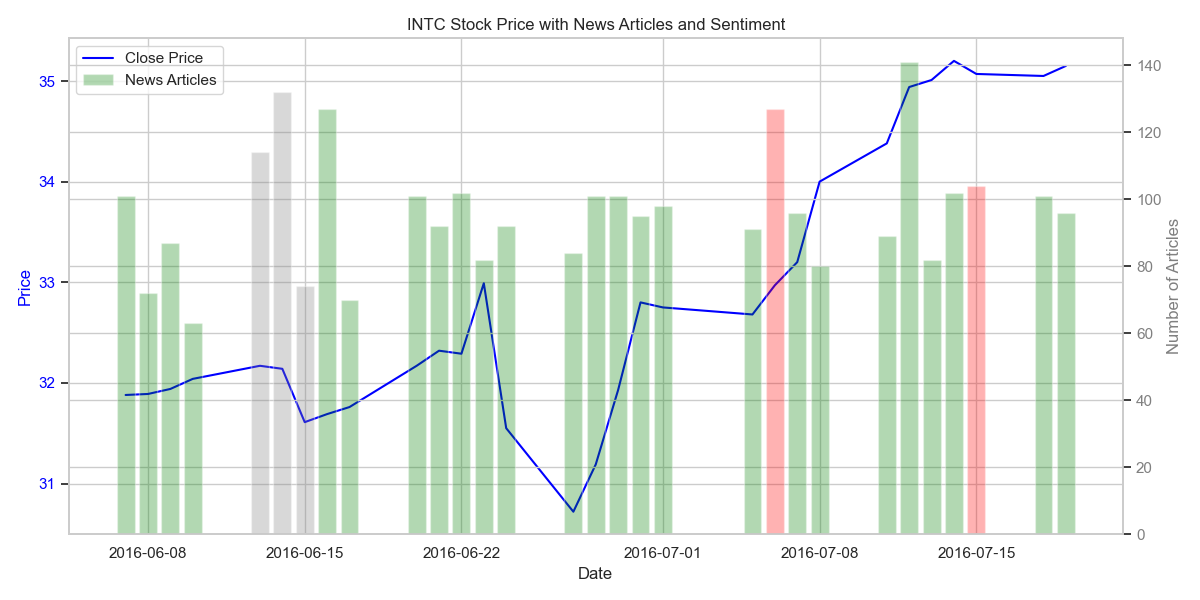 INTC Stock Price with News Articles and Sentiment
Close Price
News Articles
35
34
33
32
31
Price
140
120
100
80
60
40
20
0
Number of Articles
2016-06-08 2016-06-15 2016-06-22 2016-07-01 2016-07-08 2016-07-15
Date